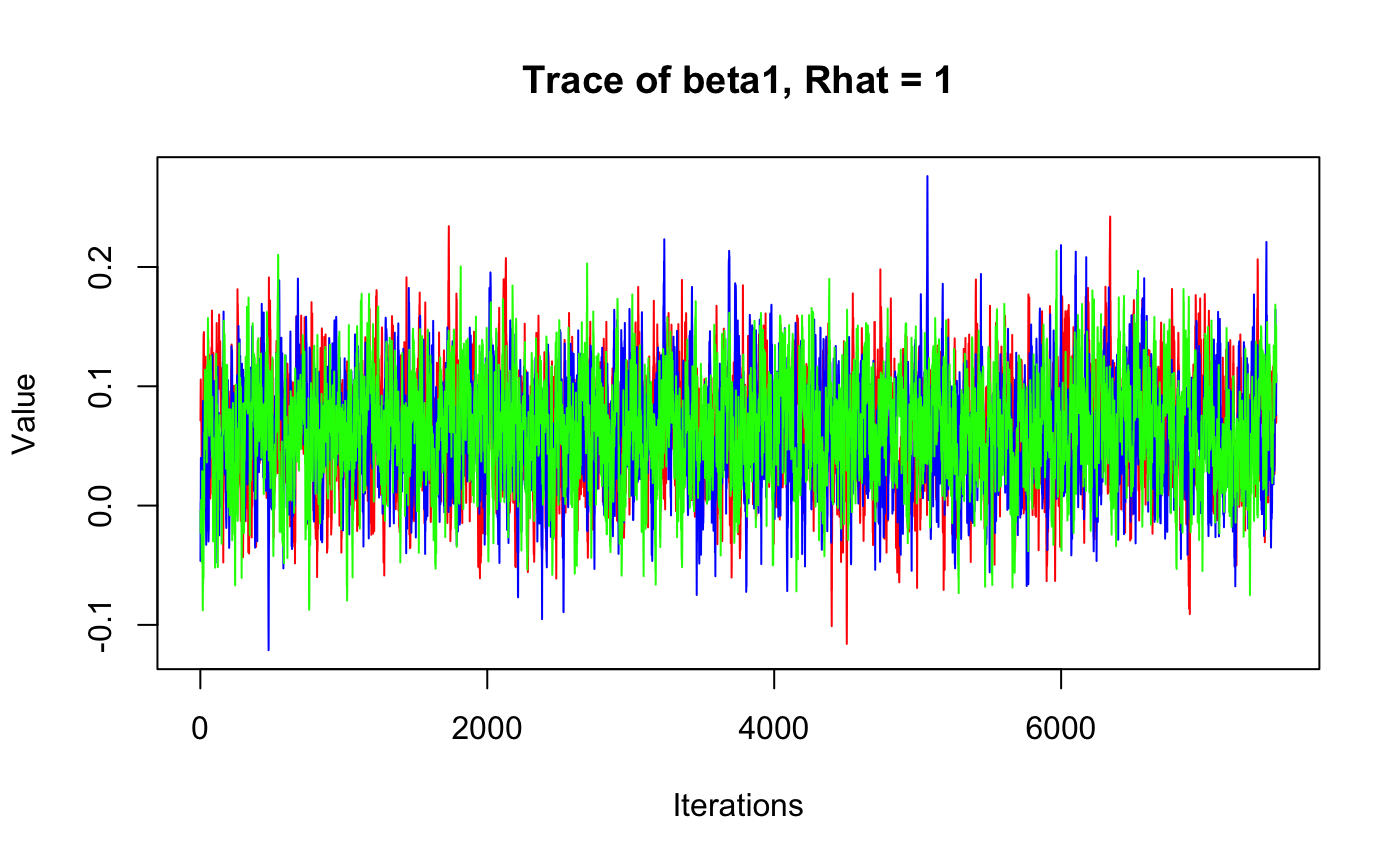 Trace of beta1, Rhat = 1
Value
0.2
0.1
0.0
-0.1
0
2000
4000
6000
Iterations